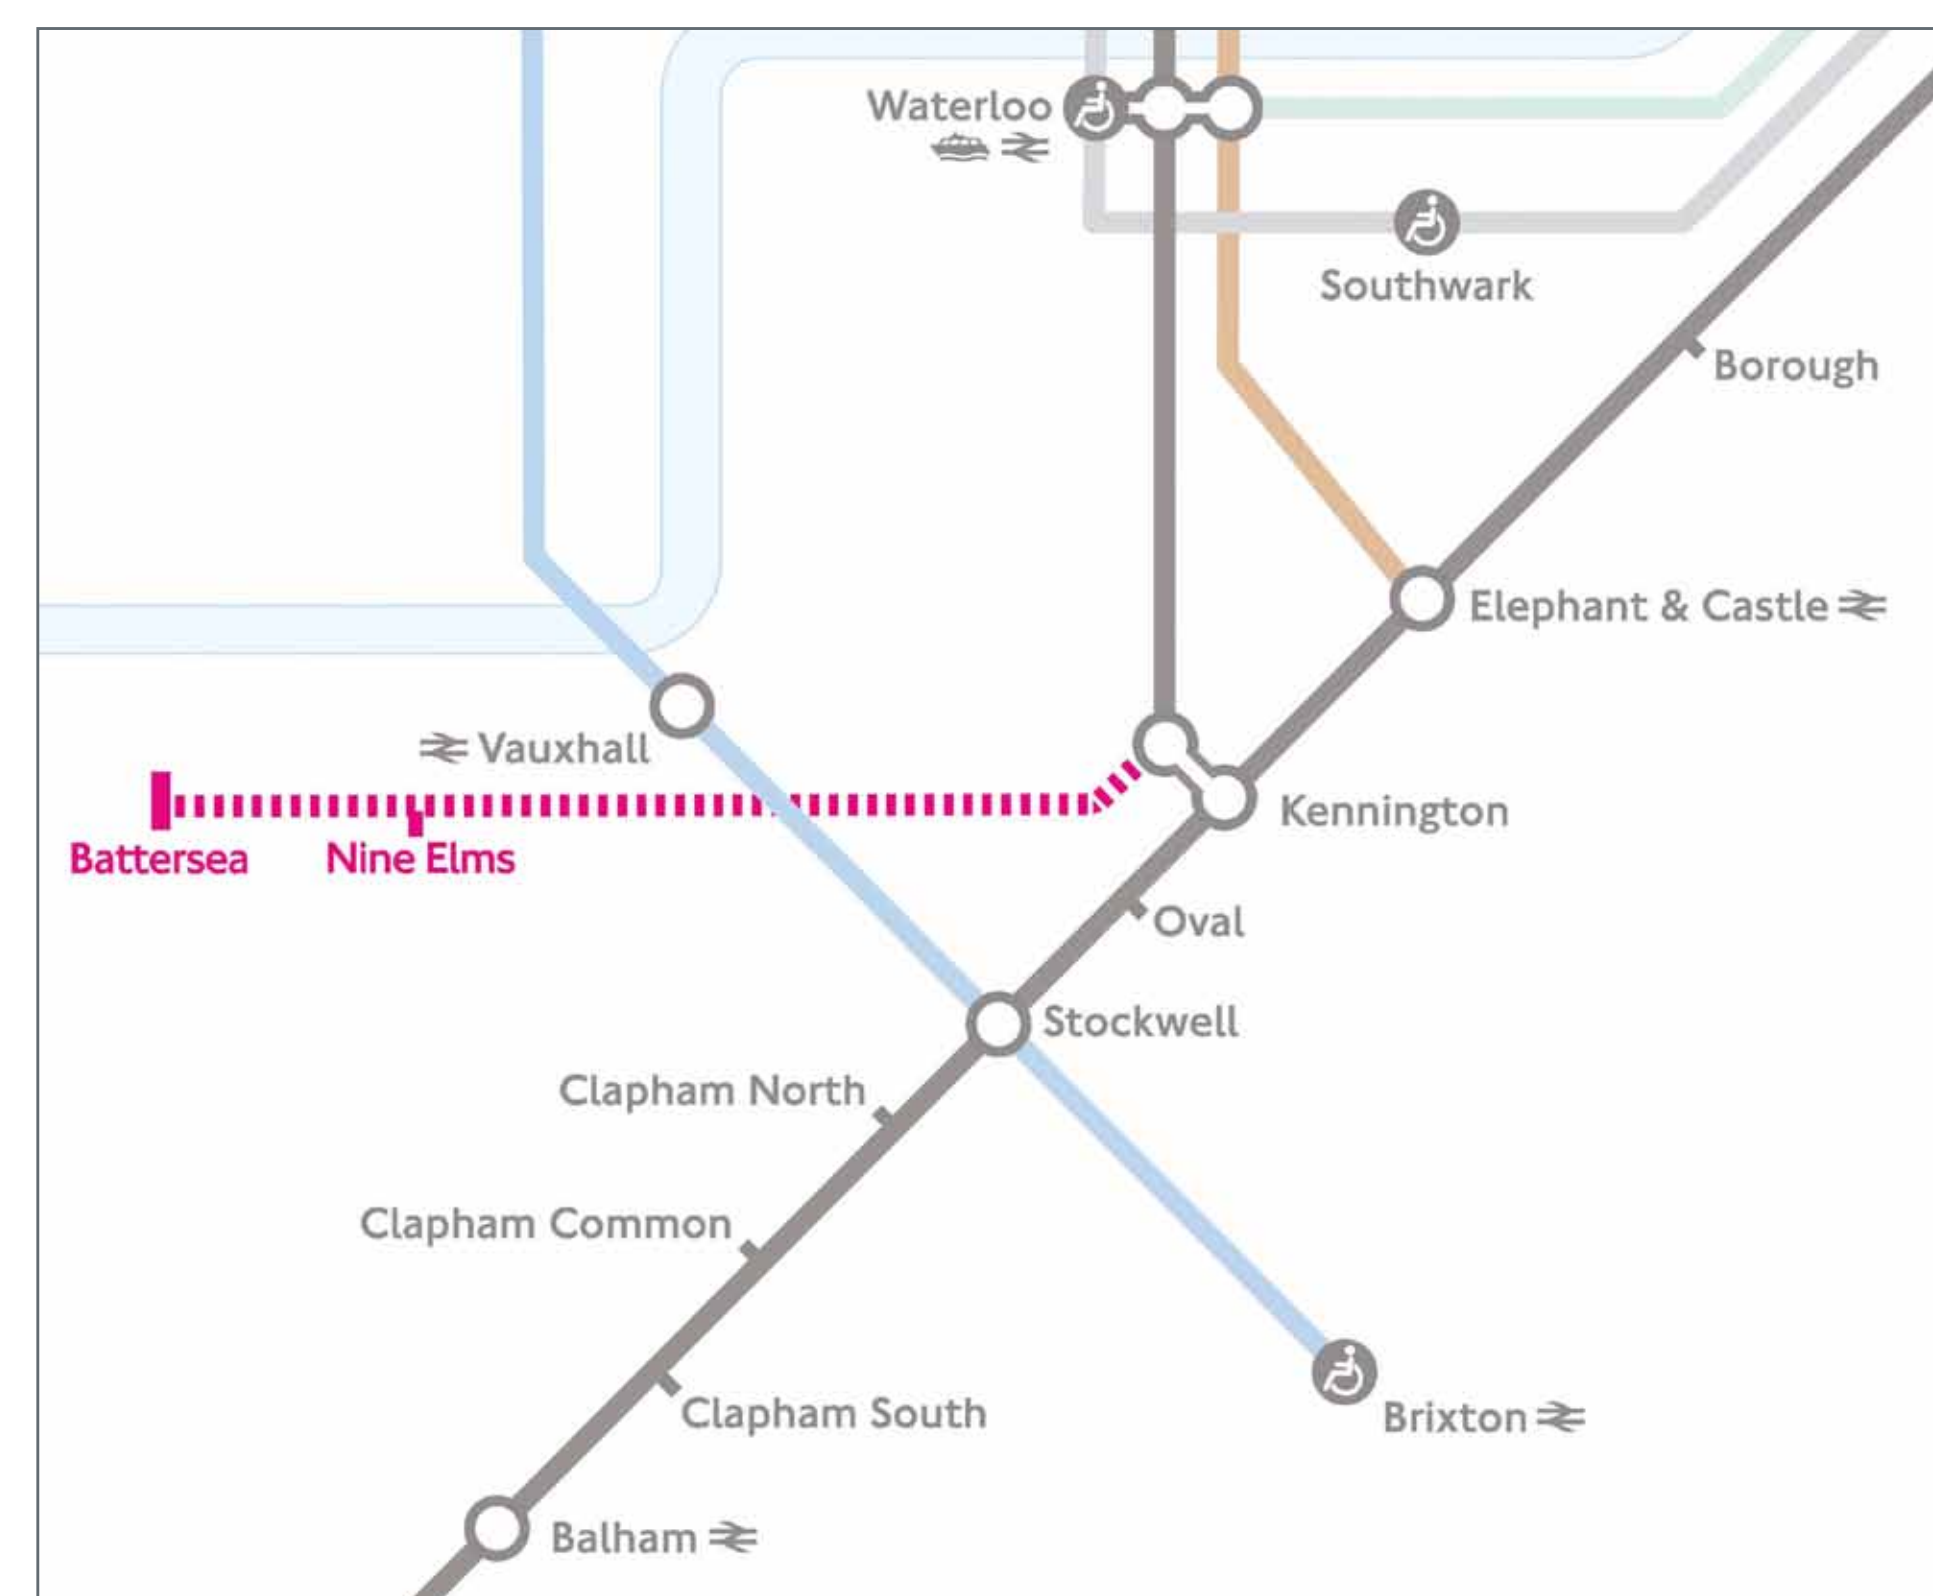 Waterloo
Southwark
Borough
Elephant & Castle
Vauxhall
Kennington
Battersea
Nine Elms
Oval
Stockwell
Clapham North
Clapham Common
Clapham South
Brixton
Balham